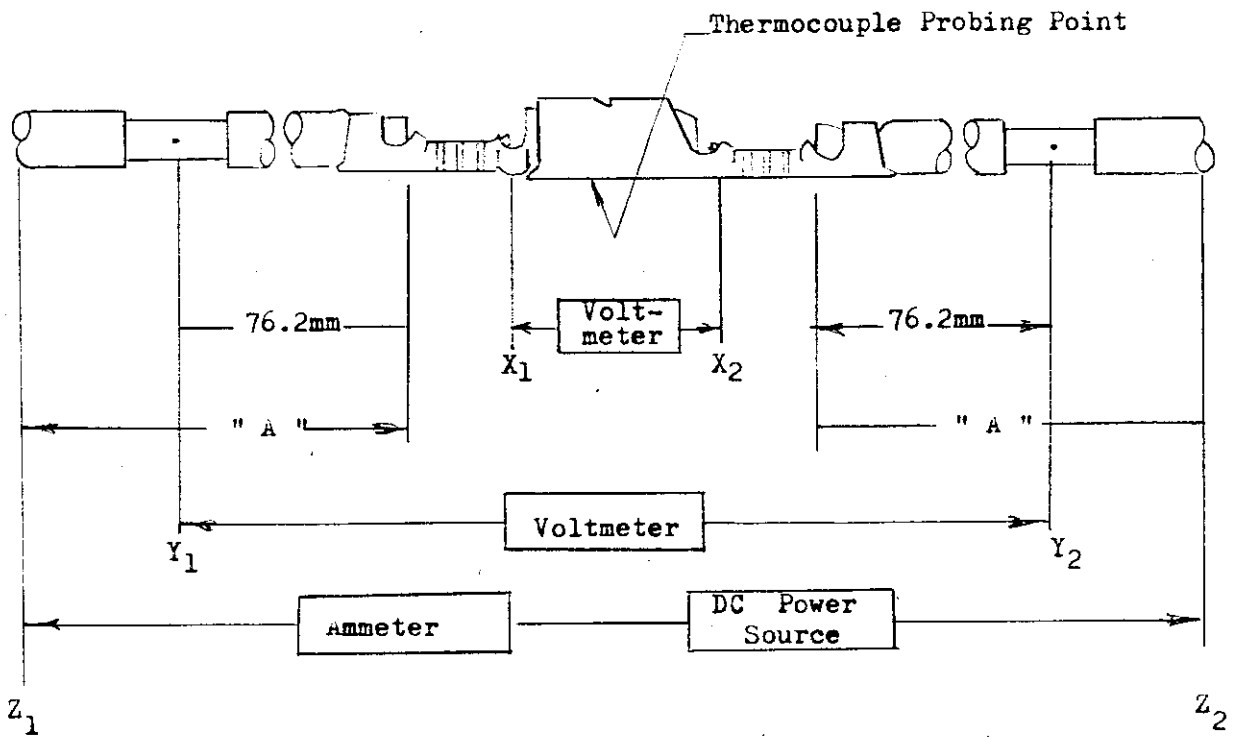 Thermocouple Probing Point
76.2mm
Volt-
meter
76.2mm
X1
X2
" A "
" A "
Voltmeter
Y1
Y2
Ammeter
DC Power
Source
Z1
Z2